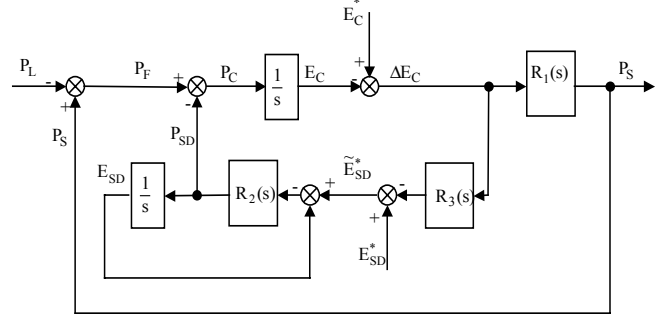 E*C
PL - PF + PC 1/s EC - + ΔEC R1(s) PS
+ PS - PSD
ESD 1/s R2(s) - + Ẽ*SD - + R3(s)
E*SD